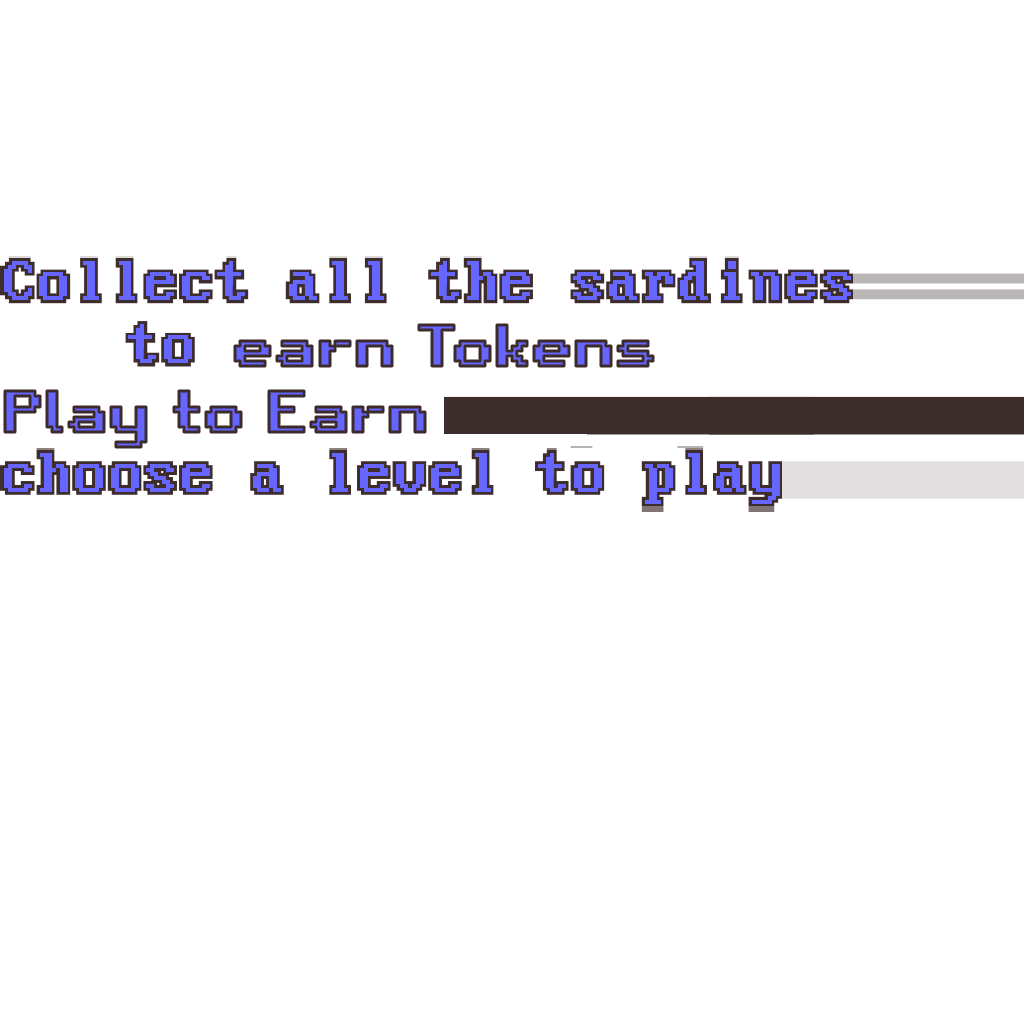 Collect all the sardines
to earn Tokens
Play to Earn
choose a level to play